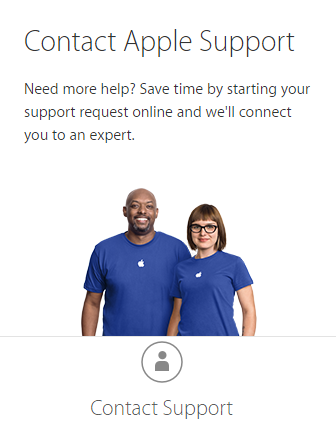 Contact Apple Support
Need more help? Save time by starting your
support request online and we'll connect
you to an expert.
Contact Support